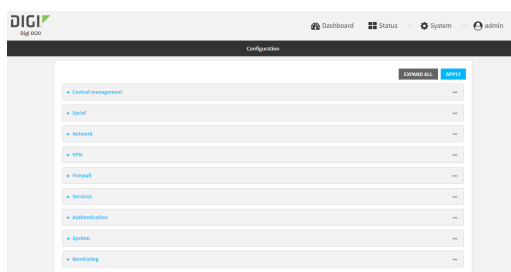 DIGI
Digi IX20
Dashboard Status System admin
Configuration
EXPAND ALL APPLY
Central management
Serial
Network
VPN
Firewall
Services
Authentication
System
Monitoring